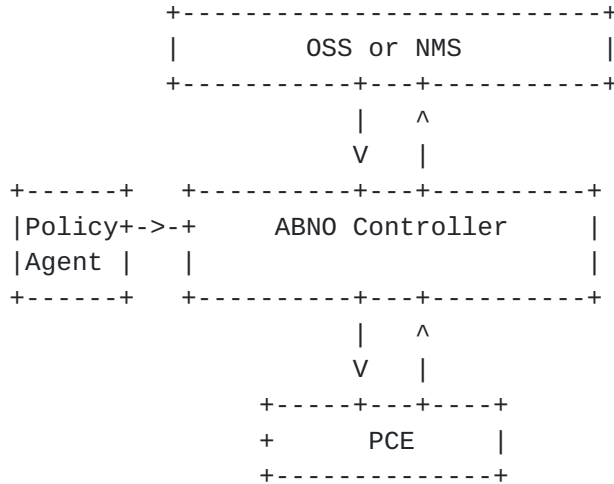 OSS or NMS
V
Policy ABNO Controller
Agent
V
PCE